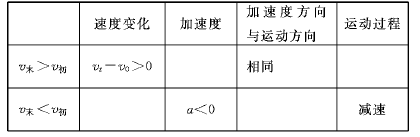 速度变化 加速度 加速度方向与运动方向 运动过程
v末>v初 vₜ-v₀>0 相同
v末<v初 a<0 减速